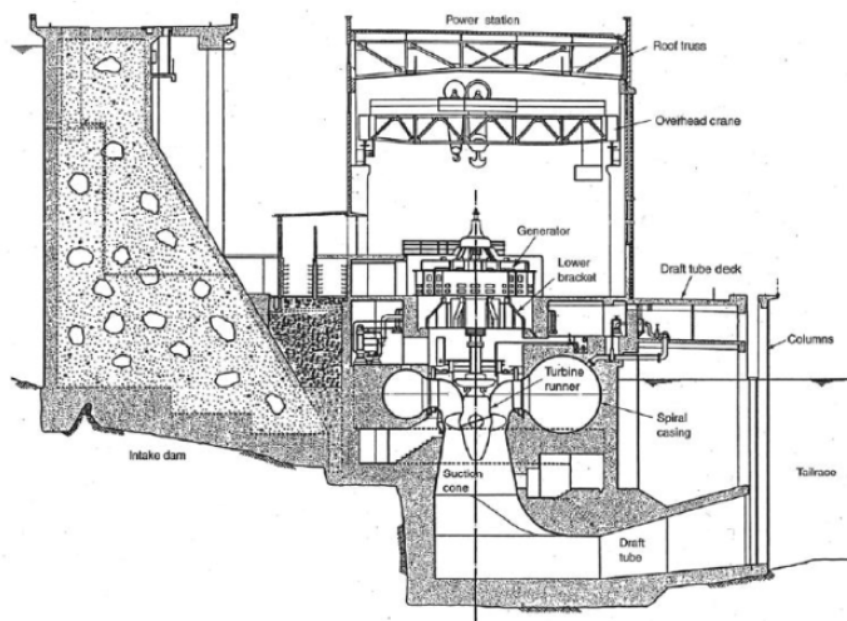 Power station
Roof truss
Overhead crane
Generator
Lower
bracket
Draft tube deck
Columns
Turbine
runner
Spiral
casing
Intake dam
Suction
cone
Tailrace
Draft
tube